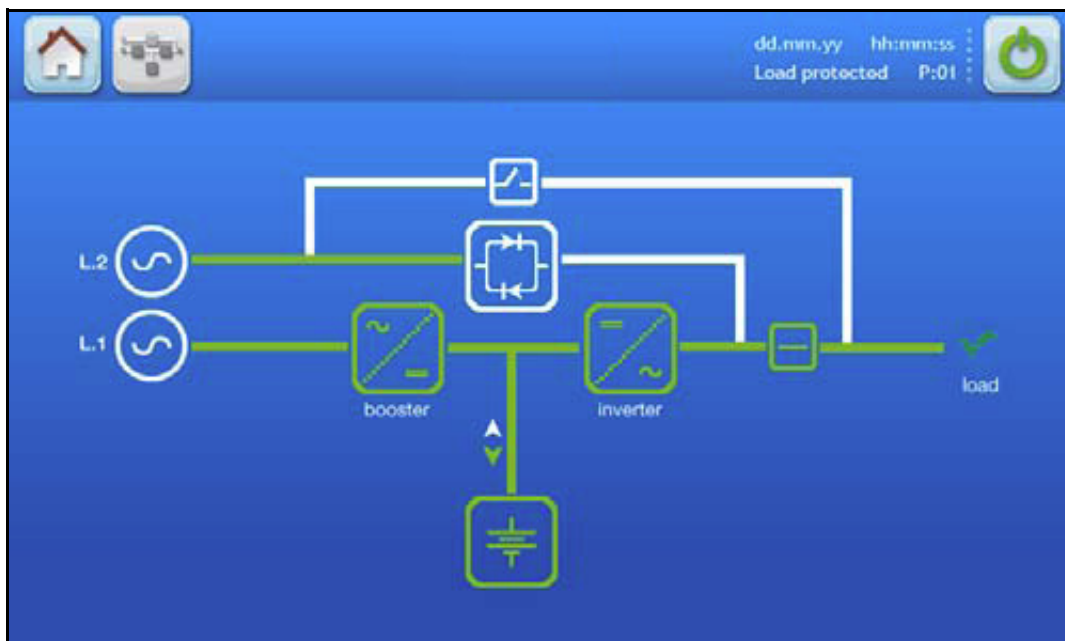 dd.mm.yy hh:mm:ss
Load protected P:01
L.2
L.1
booster
inverter
load